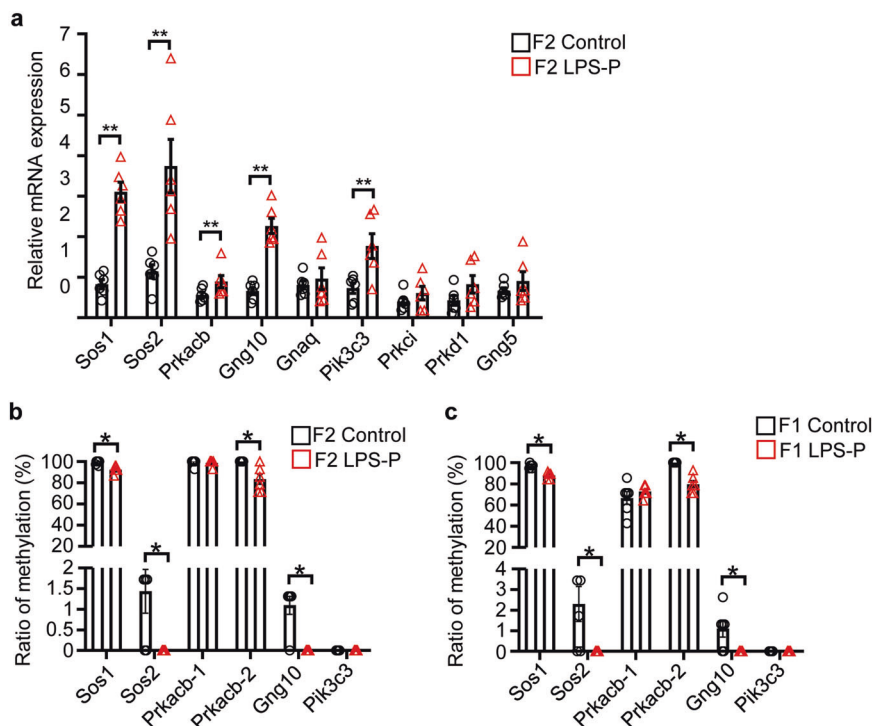 a
Relative mRNA expression
7
6
5
4
3
2
1
0
** ** ** ** **
F2 Control
F2 LPS-P
Sos1 Sos2 Prkacb Gng10 Gnaq Pik3c3 Prkci Prkd1 Gng5
b
Ratio of methylation (%)
100
80
60
40
20
2
1.5
1
0.5
0
* * * *
F2 Control
F2 LPS-P
Sos1 Sos2 Prkacb-1 Prkacb-2 Gng10 Pik3c3
c
Ratio of methylation (%)
100
80
60
40
20
4
3
2
1
0
* * * *
F1 Control
F1 LPS-P
Sos1 Sos2 Prkacb-1 Prkacb-2 Gng10 Pik3c3